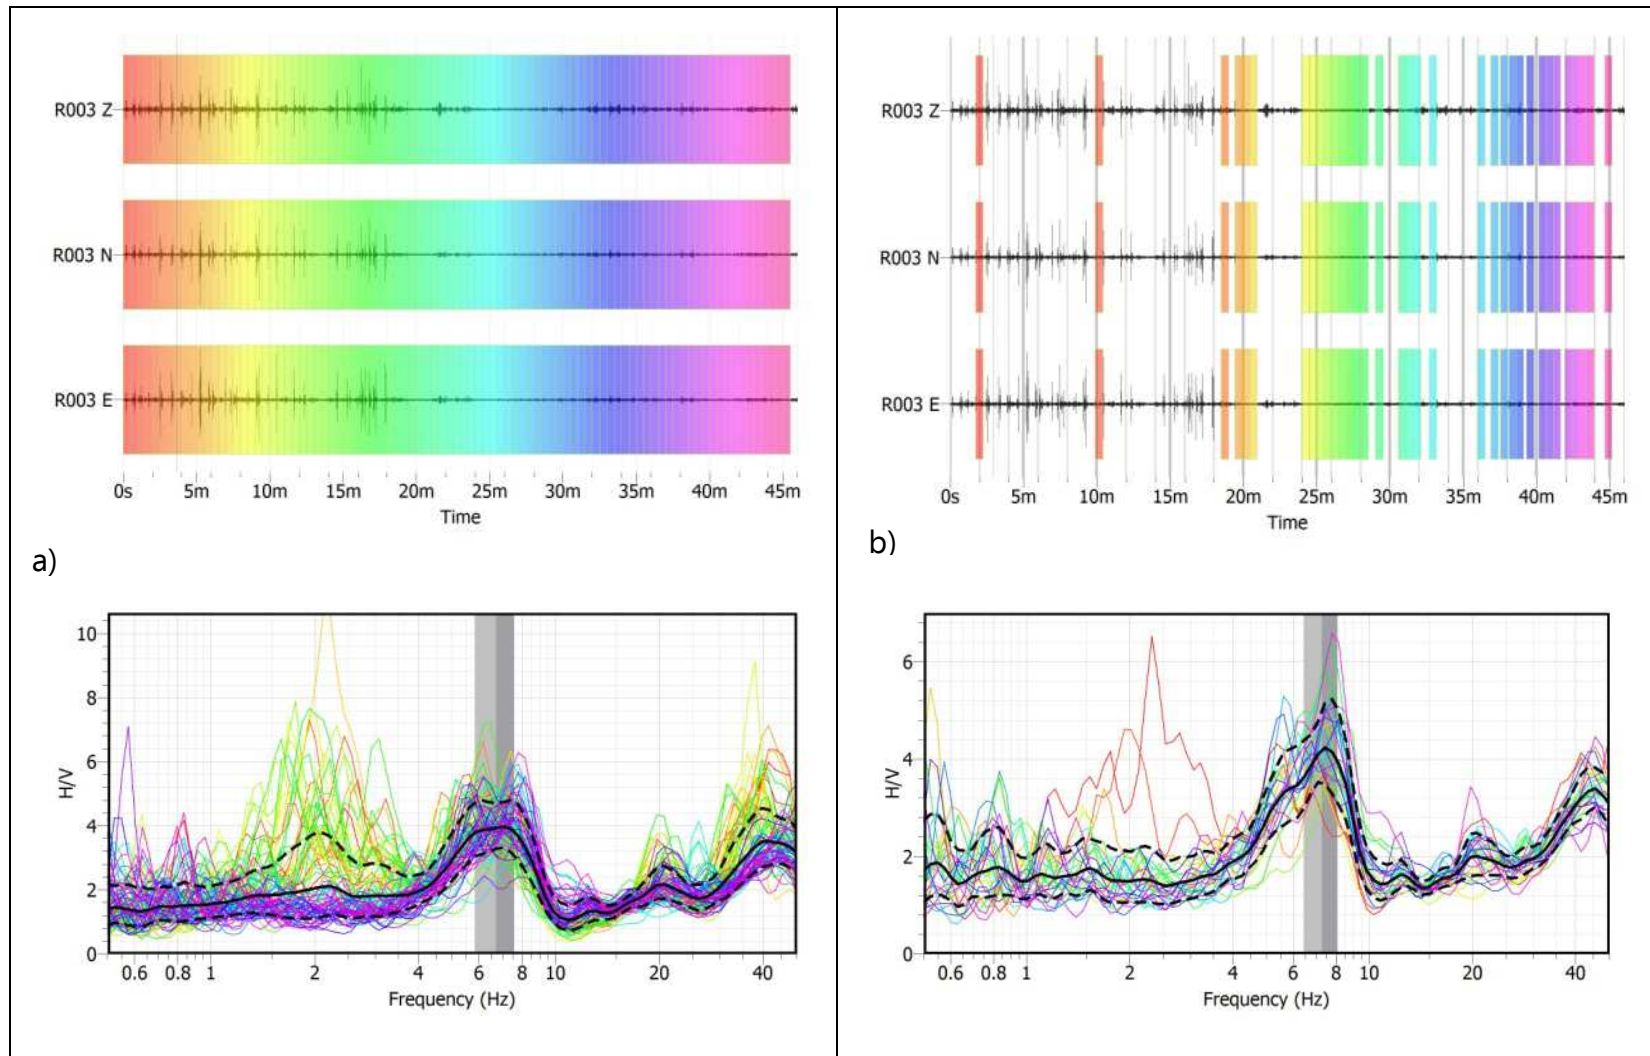 R003 Z
R003 N
R003 E
0s 5m 10m 15m 20m 25m 30m 35m 40m 45m
Time
a)
10
8
6
4
2
0
H/V
0.6 0.8 1 2 4 6 8 10 20 40
Frequency (Hz)
R003 Z
R003 N
R003 E
0s 5m 10m 15m 20m 25m 30m 35m 40m 45m
Time
b)
6
4
2
0
H/V
0.6 0.8 1 2 4 6 8 10 20 40
Frequency (Hz)